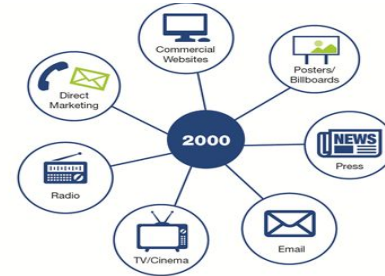 Commercial
Websites
Posters/
Billboards
Direct
Marketing
2000
NEWS
Press
Radio
Email
TV/Cinema